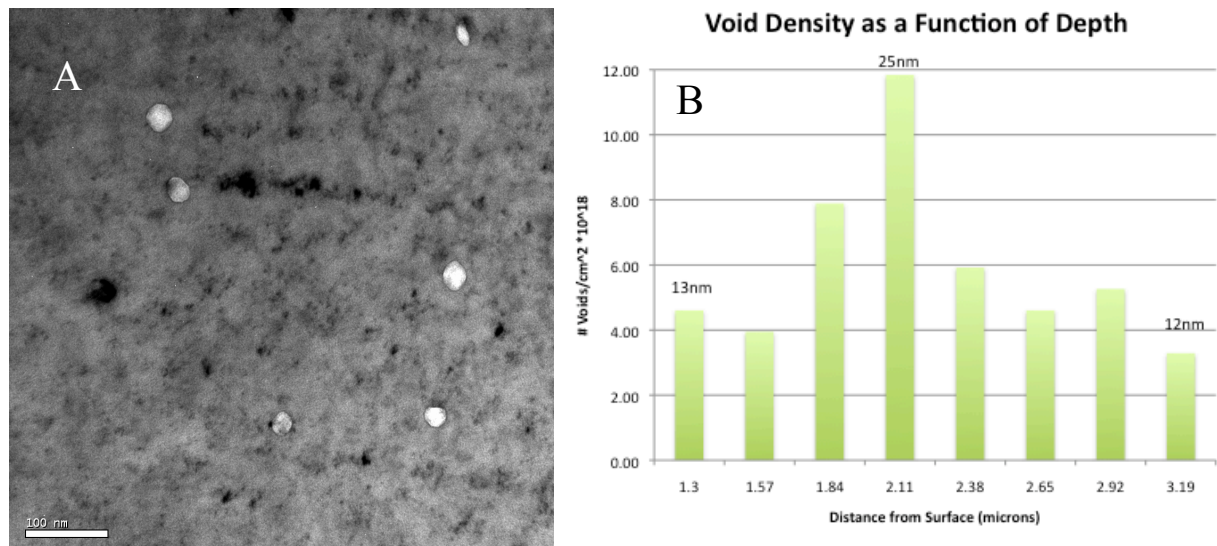 A
100 nm
Void Density as a Function of Depth
B
# Voids/cm^2 *10^18
12.00
10.00
8.00
6.00
4.00
2.00
0.00
13nm
25nm
12nm
1.3 1.57 1.84 2.11 2.38 2.65 2.92 3.19
Distance from Surface (microns)